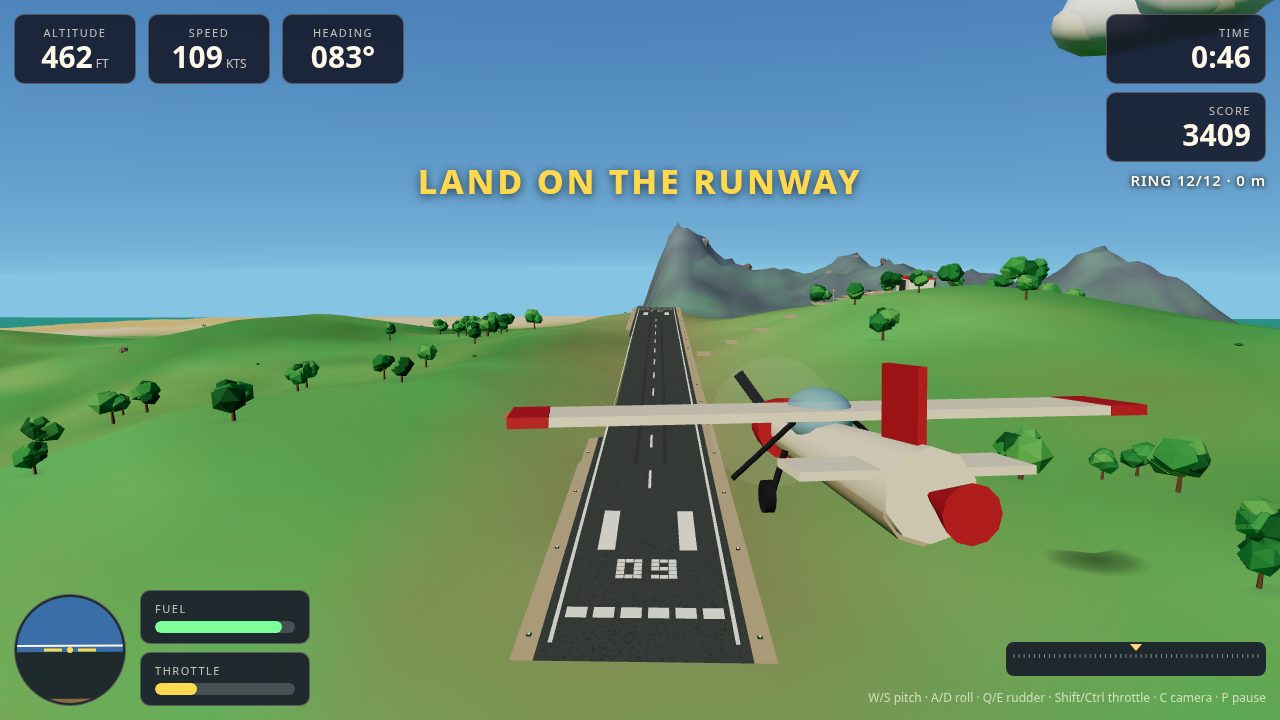 ALTITUDE
462 FT
SPEED
109 KTS
HEADING
083°
TIME
0:46
SCORE
3409
RING 12/12 · 0 m
LAND ON THE RUNWAY
09
FUEL
THROTTLE
W/S pitch · A/D roll · Q/E rudder · Shift/Ctrl throttle · C camera · P pause